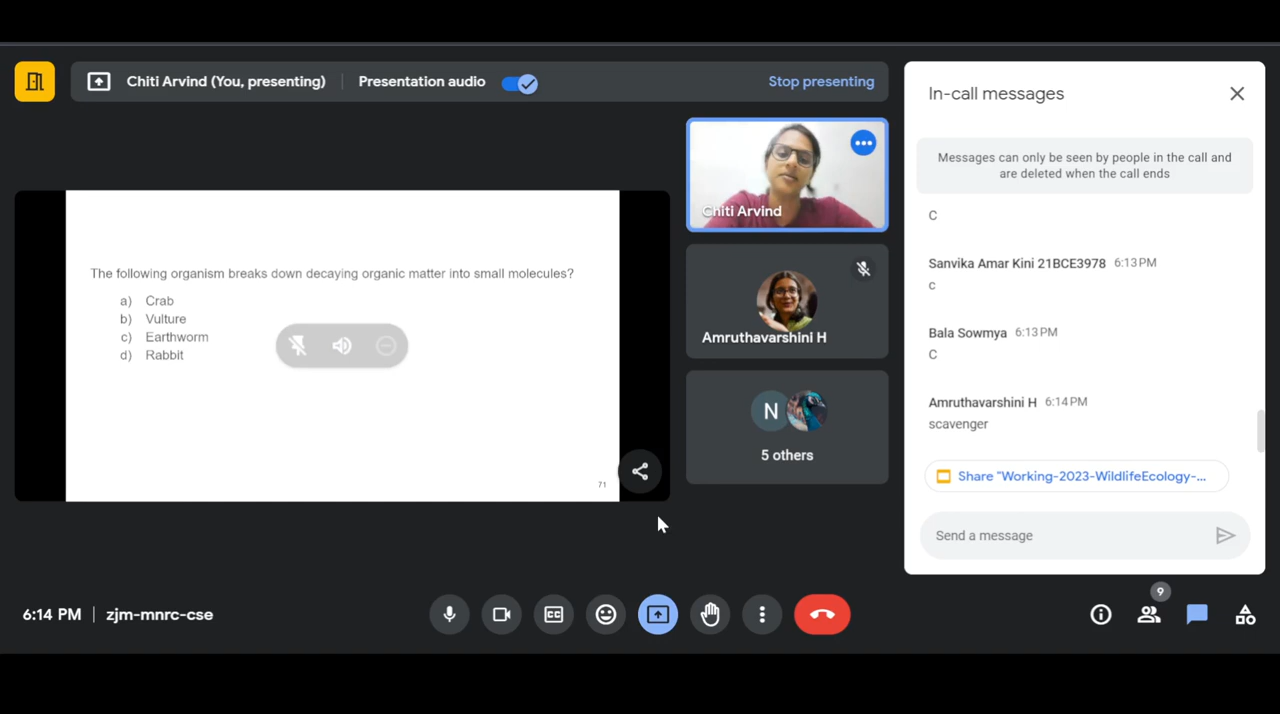 Chiti Arvind (You, presenting)
Presentation audio
Stop presenting
The following organism breaks down decaying organic matter into small molecules?
a) Crab
b) Vulture
c) Earthworm
d) Rabbit
71
Chiti Arvind
Amruthavarshini H
N
5 others
In-call messages
Messages can only be seen by people in the call and
are deleted when the call ends
C
Sanvika Amar Kini 21BCE3978 6:13 PM
c
Bala Sowmya 6:13 PM
C
Amruthavarshini H 6:14 PM
scavenger
Share "Working-2023-WildlifeEcology-...
Send a message
6:14 PM | zjm-mnrc-cse
CC
9